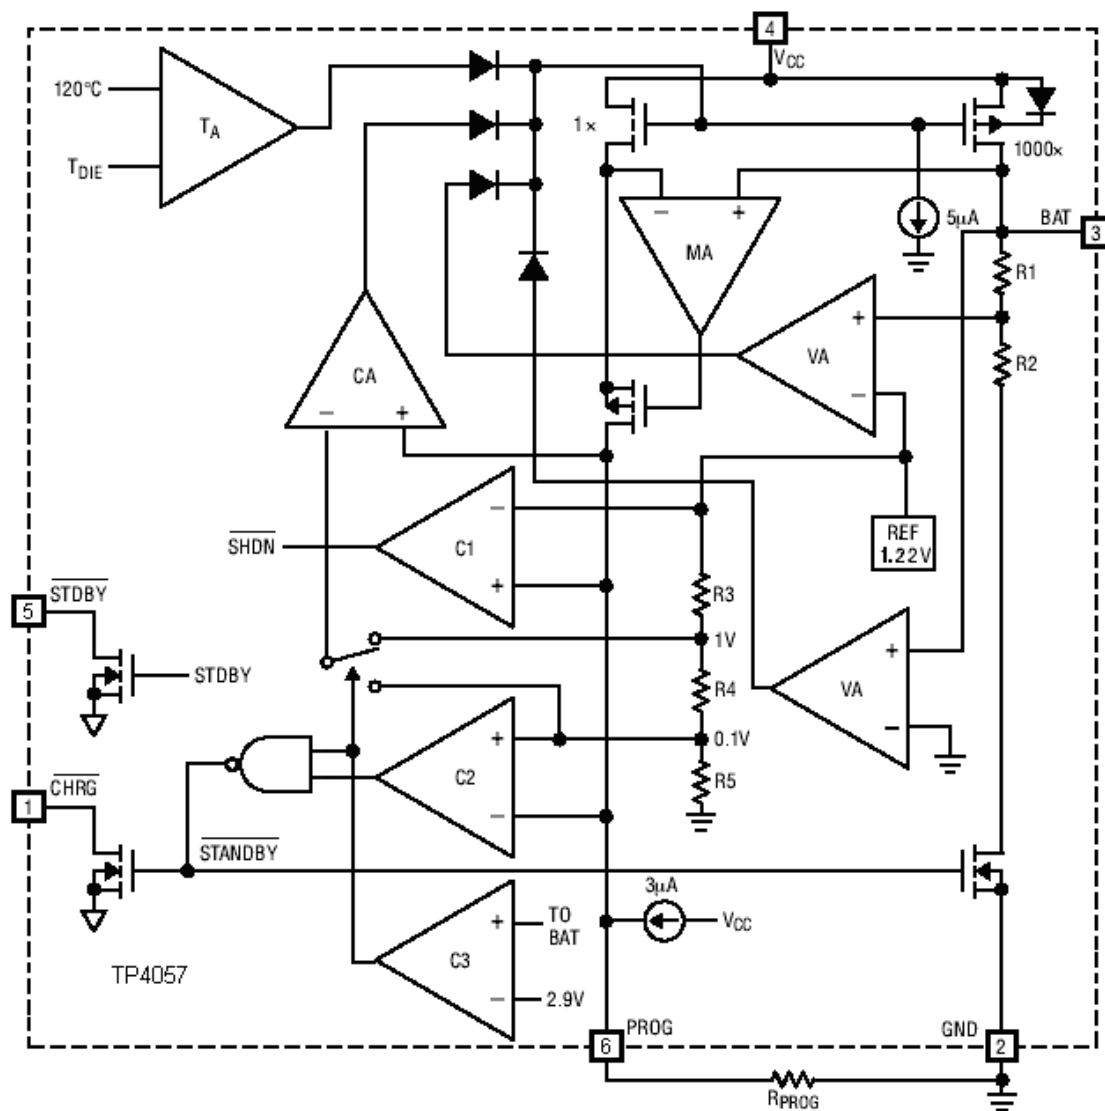 4
VCC
120°C
TA
TDIE
1×
1000×
− +
MA
5µA
BAT
3
R1
+
VA
−
R2
CA
− +
−
C1
+
SHDN
REF
1.22V
STDBY
5
STDBY
R3
1V
R4
0.1V
R5
+
VA
−
+
C2
−
CHRG
1
STANDBY
3µA
VCC
+
C3
−
TO
BAT
2.9V
TP4057
PROG
6
GND
2
RPROG